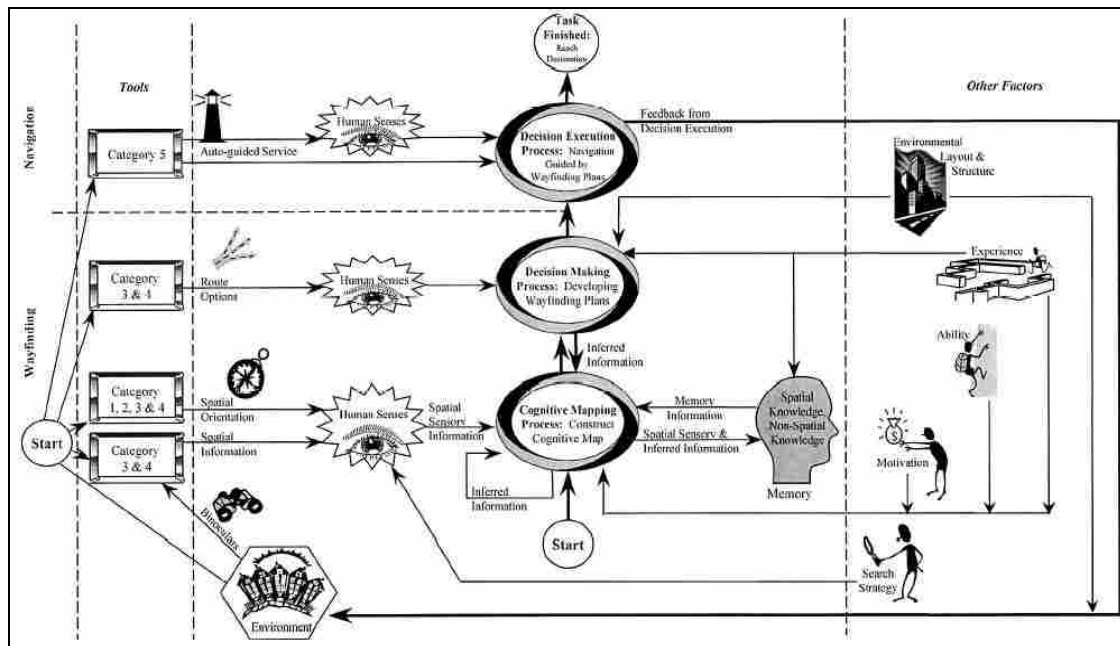 Task
Finished:
Reach
Destination
Tools
Other Factors
Navigation
Category 5
Auto-guided Service
Human Senses
Decision Execution
Process: Navigation
Guided by
Wayfinding Plans
Feedback from
Decision Execution
Environmental
Layout &
Structure
Wayfinding
Category
3 & 4
Route
Options
Human Senses
Decision Making
Process: Developing
Wayfinding Plans
Experience
Inferred
Information
Ability
Category
1, 2, 3 & 4
Spatial
Orientation
Human Senses
Spatial
Sensory
Information
Cognitive Mapping
Process: Construct
Cognitive Map
Memory
Information
Spatial Sensory &
Inferred Information
Spatial
Knowledge,
Non-Spatial
Knowledge
Memory
$
Motivation
Start
Category
3 & 4
Spatial
Information
Inferred
Information
Binoculars
Start
Search
Strategy
Environment